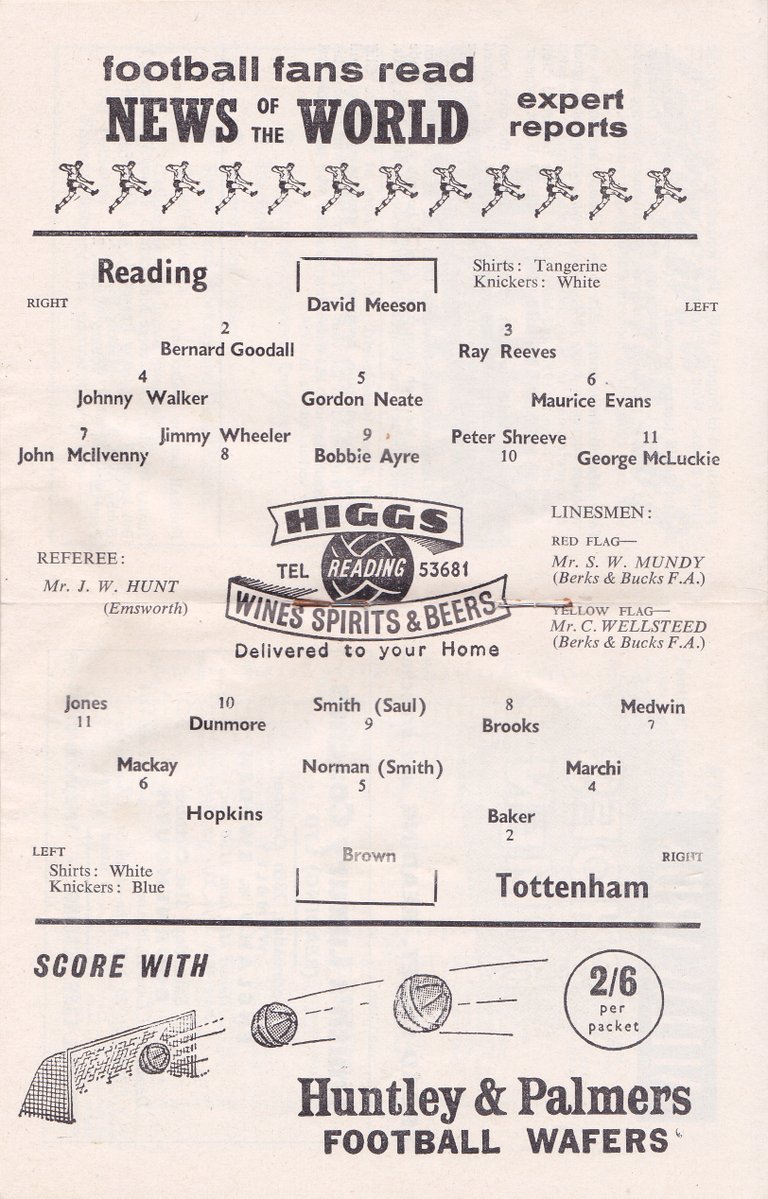 football fans read
NEWS OF THE WORLD
expert reports
Reading
Shirts: Tangerine
Knickers: White
RIGHT
David Meeson
LEFT
2
Bernard Goodall
3
Ray Reeves
4
Johnny Walker
5
Gordon Neate
6
Maurice Evans
7
John McIlvenny
Jimmy Wheeler
8
9
Bobbie Ayre
Peter Shreeve
10
11
George McLuckie
HIGGS
TEL READING 53681
WINES SPIRITS & BEERS
Delivered to your Home
REFEREE:
Mr. J. W. HUNT
(Emsworth)
LINESMEN:
RED FLAG—
Mr. S. W. MUNDY
(Berks & Bucks F.A.)
YELLOW FLAG—
Mr. C. WELLSTEED
(Berks & Bucks F.A.)
Jones
11
10
Dunmore
Smith (Saul)
9
8
Brooks
Medwin
7
Mackay
6
Norman (Smith)
5
Marchi
4
Hopkins
Baker
2
LEFT
Brown
RIGHT
Shirts: White
Knickers: Blue
Tottenham
SCORE WITH
2/6
per
packet
Huntley & Palmers
FOOTBALL WAFERS